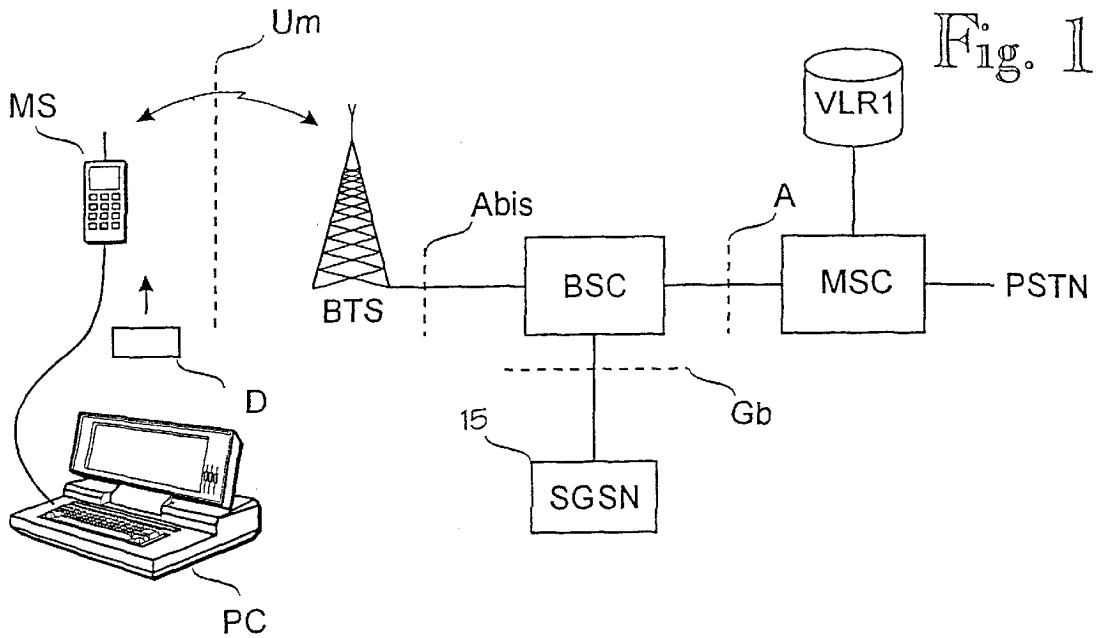 Fig. 1
Um
MS
VLR1
Abis
A
BTS
BSC
MSC
PSTN
D
Gb
15
SGSN
PC